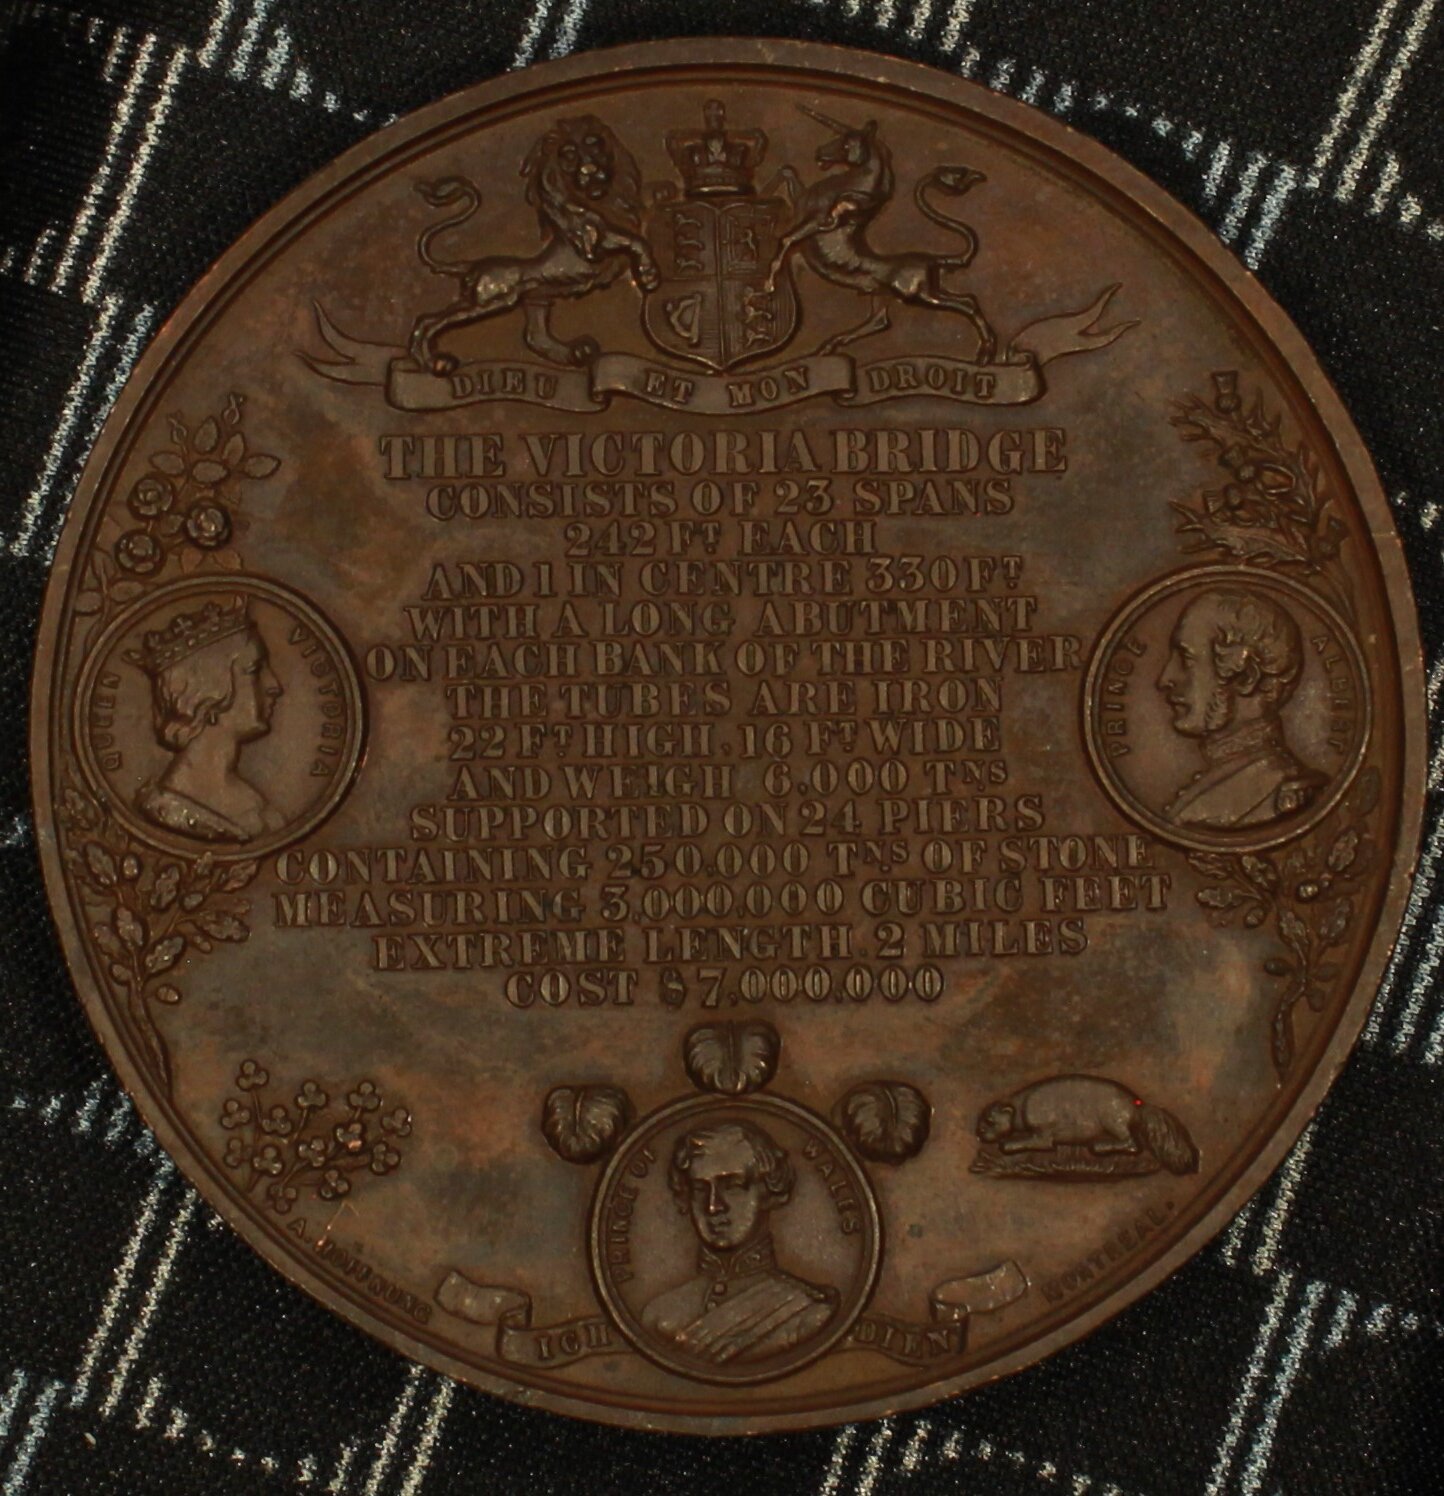 DIEU ET MON DROIT
THE VICTORIA BRIDGE
CONSISTS OF 23 SPANS
242 FT EACH
AND 1 IN CENTRE 330 FT
WITH A LONG ABUTMENT
ON EACH BANK OF THE RIVER
THE TUBES ARE IRON
22 FT HIGH, 16 FT WIDE
AND WEIGH 6,000 TNS
SUPPORTED ON 24 PIERS
CONTAINING 250,000 TNS OF STONE
MEASURING 3,000,000 CUBIC FEET
EXTREME LENGTH. 2 MILES
COST $7,000,000
QUEEN VICTORIA
PRINCE ALBERT
PRINCE OF WALES
ICH DIEN
A. HOFFNUNG
MONTREAL.